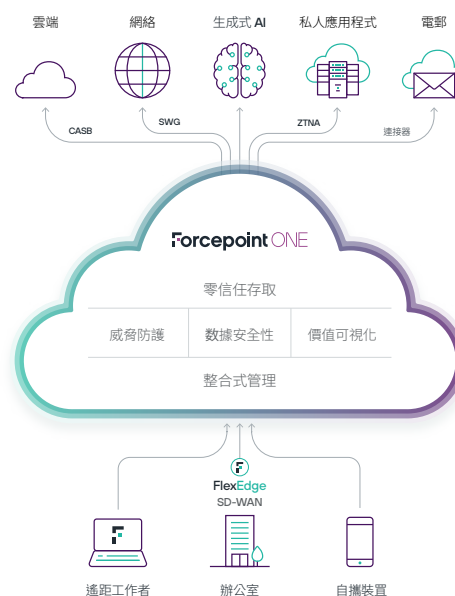 雲端
網絡
生成式 AI
私人應用程式
電郵
CASB
SWG
ZTNA
連接器
Forcepoint ONE
零信任存取
威脅防護
數據安全性
價值可視化
整合式管理
FlexEdge
SD-WAN
遙距工作者
辦公室
自攜裝置